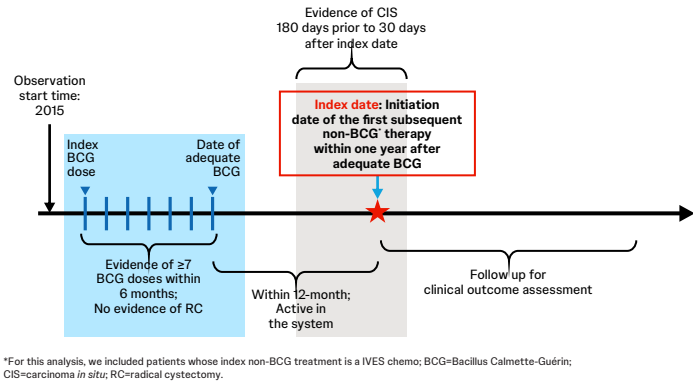 Evidence of CIS
180 days prior to 30 days
after index date
Observation
start time:
2015
Index date: Initiation
date of the first subsequent
non-BCG* therapy
within one year after
adequate BCG
Index
BCG
dose
Date of
adequate
BCG
Evidence of ≥7
BCG doses within
6 months;
No evidence of RC
Within 12-month;
Active in
the system
Follow up for
clinical outcome assessment
*For this analysis, we included patients whose index non-BCG treatment is a IVES chemo; BCG=Bacillus Calmette-Guérin;
CIS=carcinoma in situ; RC=radical cystectomy.